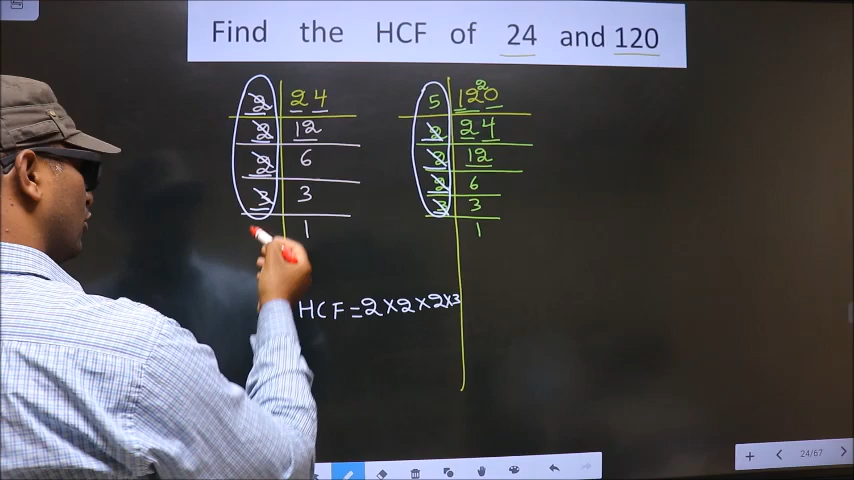 Find the HCF of 24 and 120
2 24 5 12²0
2 12 2 24
2 6 2 12
3 3 2 6
1 3 3
1
HCF = 2 × 2 × 2 × 3
24/67